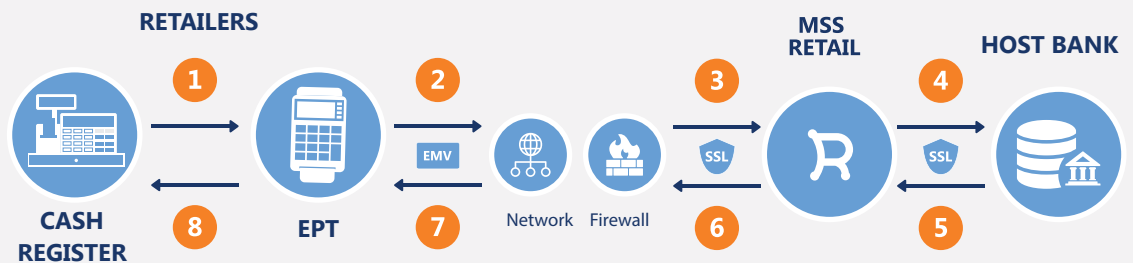 RETAILERS
MSS
RETAIL
HOST BANK
1
2
3
4
EMV
SSL
SSL
R
CASH
REGISTER
EPT
Network
Firewall
8
7
6
5